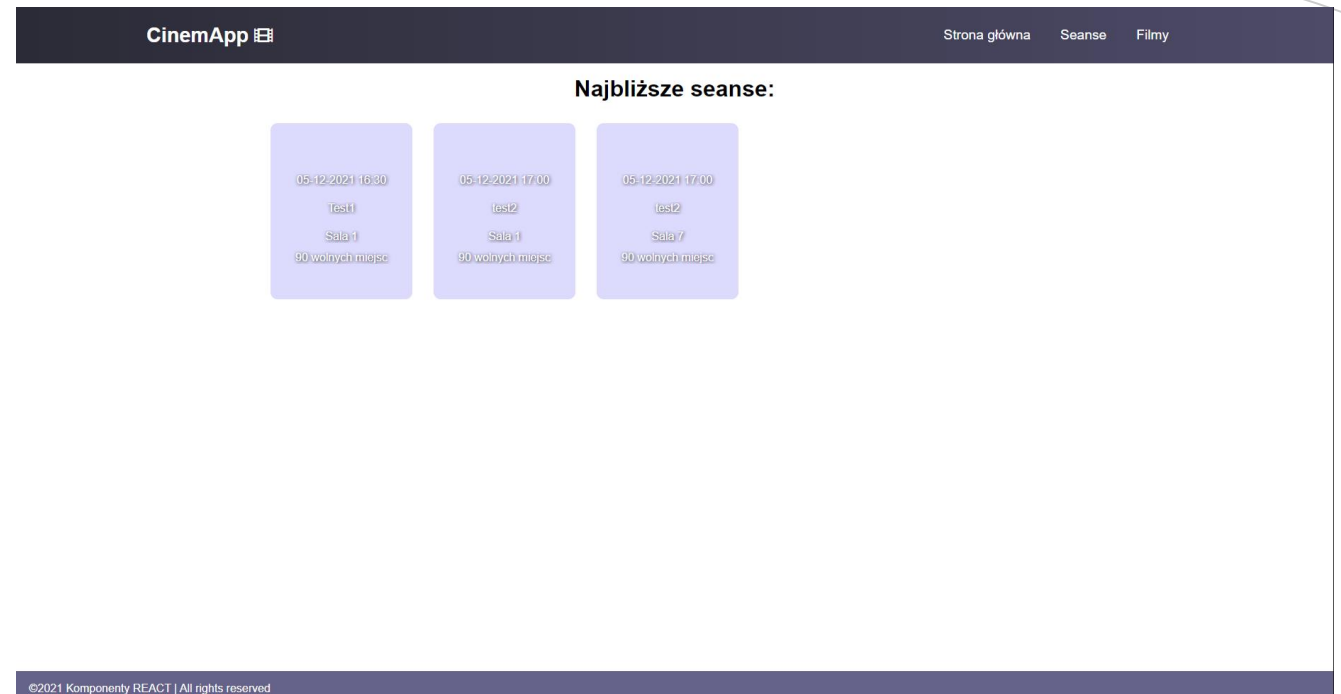 CinemApp
Strona główna Seanse Filmy
Najbliższe seanse:
05-12-2021 16:30
Test1
Sala 1
90 wolnych miejsc
05-12-2021 17:00
test2
Sala 1
90 wolnych miejsc
05-12-2021 17:00
test2
Sala 7
90 wolnych miejsc
©2021 Komponenty REACT | All rights reserved